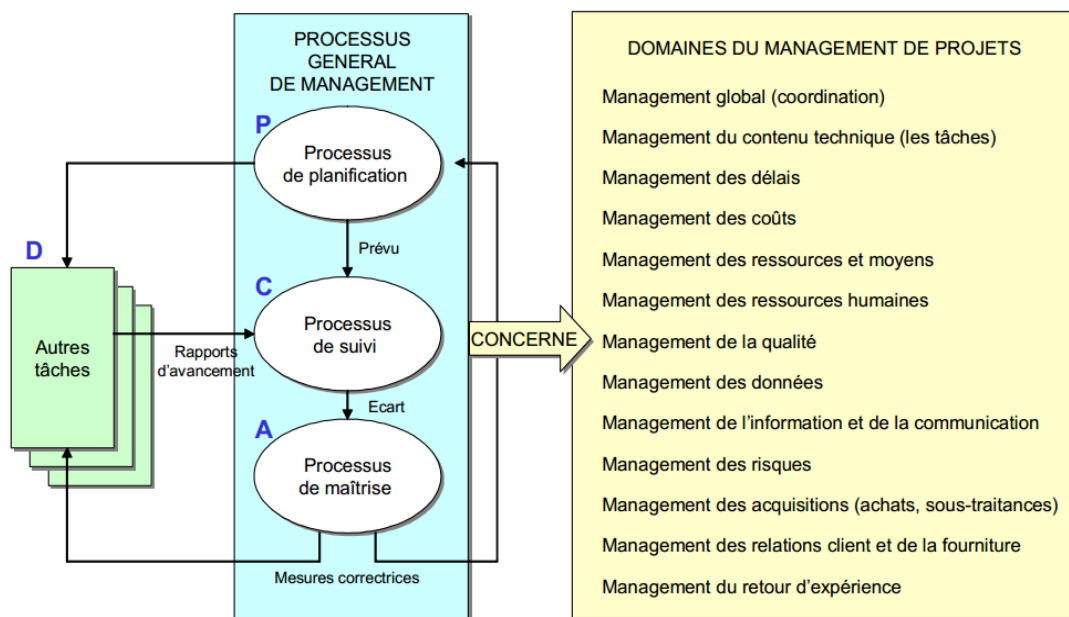 PROCESSUS
GENERAL
DE MANAGEMENT
P
Processus
de planification
Prévu
D
Autres
tâches
Rapports
d'avancement
C
Processus
de suivi
Ecart
A
Processus
de maîtrise
Mesures correctrices
CONCERNE
DOMAINES DU MANAGEMENT DE PROJETS
Management global (coordination)
Management du contenu technique (les tâches)
Management des délais
Management des coûts
Management des ressources et moyens
Management des ressources humaines
Management de la qualité
Management des données
Management de l'information et de la communication
Management des risques
Management des acquisitions (achats, sous-traitances)
Management des relations client et de la fourniture
Management du retour d'expérience